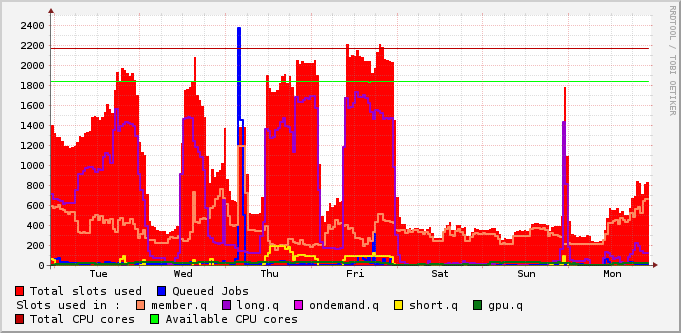 2400
2200
2000
1800
1600
1400
1200
1000
800
600
400
200
0
Tue Wed Thu Fri Sat Sun Mon
Total slots used Queued Jobs
Slots used in : member.q long.q ondemand.q short.q gpu.q
Total CPU cores Available CPU cores
RRDTOOL / TOBI OETIKER